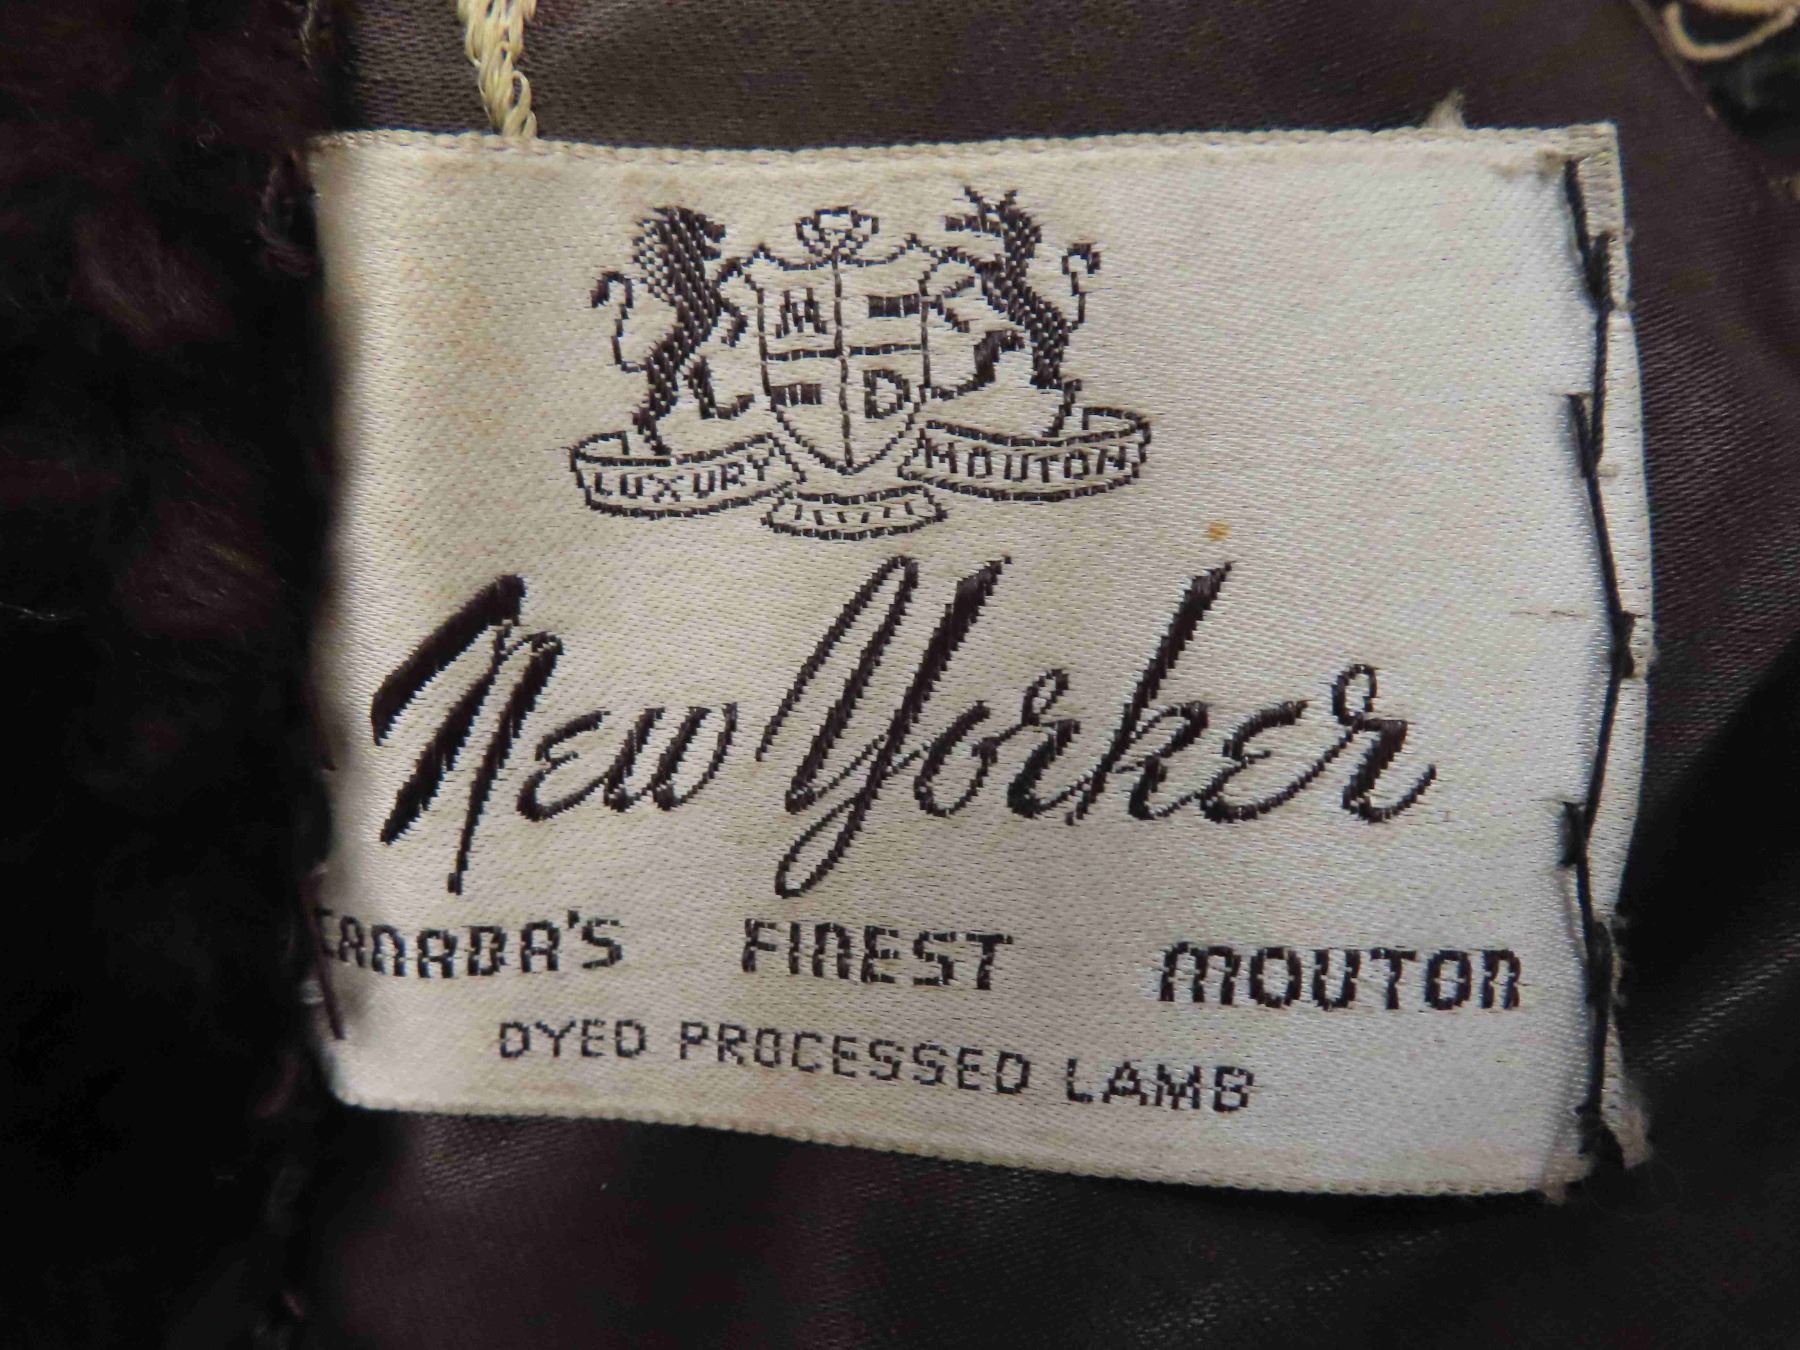 M
L D
LUXURY MOUTON
New Yorker
CANADA'S FINEST MOUTON
DYED PROCESSED LAMB